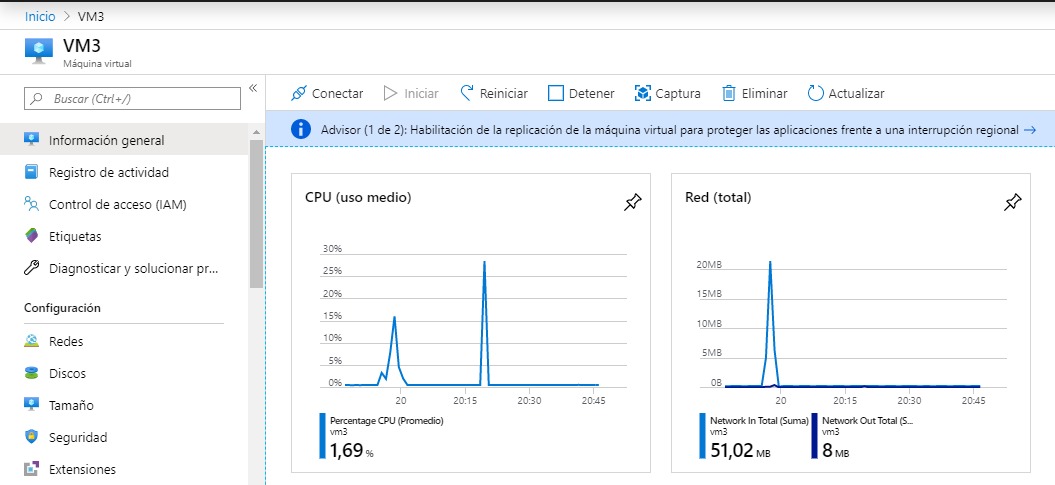 Inicio > VM3
VM3
Máquina virtual
Buscar (Ctrl+/)
«
Información general
Registro de actividad
Control de acceso (IAM)
Etiquetas
Diagnosticar y solucionar pr...
Configuración
Redes
Discos
Tamaño
Seguridad
Extensiones
Conectar Iniciar Reiniciar Detener Captura Eliminar Actualizar
Advisor (1 de 2): Habilitación de la replicación de la máquina virtual para proteger las aplicaciones frente a una interrupción regional →
CPU (uso medio)
30%
25%
20%
15%
10%
5%
0%
20 20:15 20:30 20:45
Percentage CPU (Promedio)
vm3
1,69 %
Red (total)
20MB
15MB
10MB
5MB
0B
20 20:15 20:30 20:45
Network In Total (Suma)
vm3
51,02 MB
Network Out Total (S...
vm3
8 MB